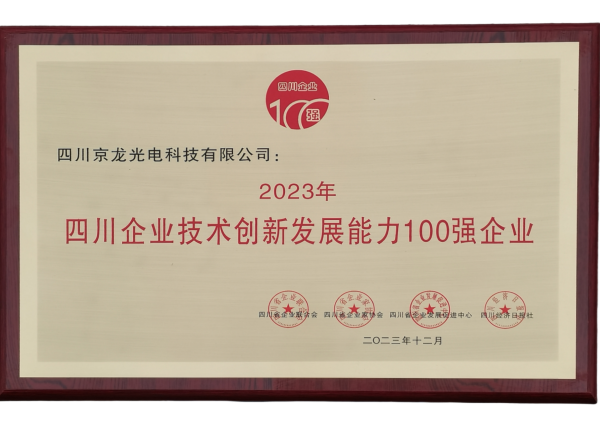 四川企业
100强
四川京龙光电科技有限公司：
2023年
四川企业技术创新发展能力100强企业
四川省企业联合会 四川省企业家协会 四川省企业发展促进中心 四川经济日报社
二〇二三年十二月